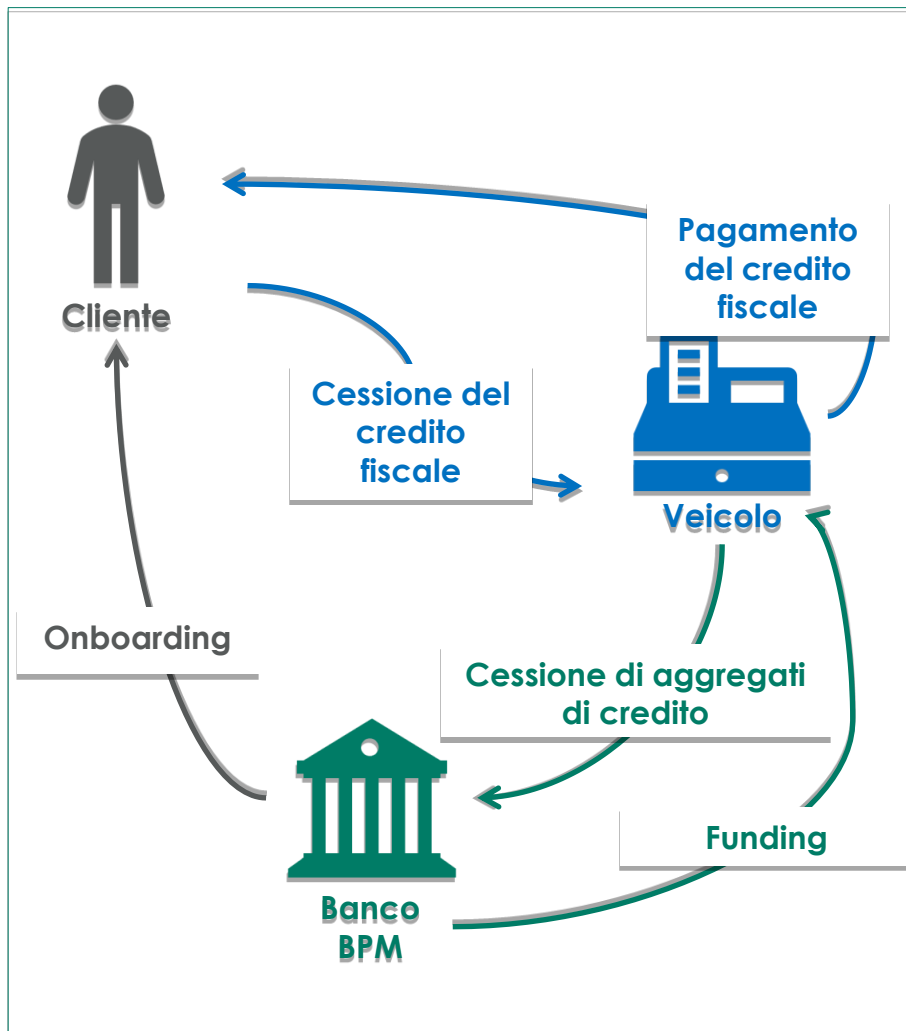 Pagamento
del credito
fiscale
Cliente
Cessione del
credito
fiscale
Veicolo
Onboarding
Cessione di aggregati
di credito
Funding
Banco
BPM